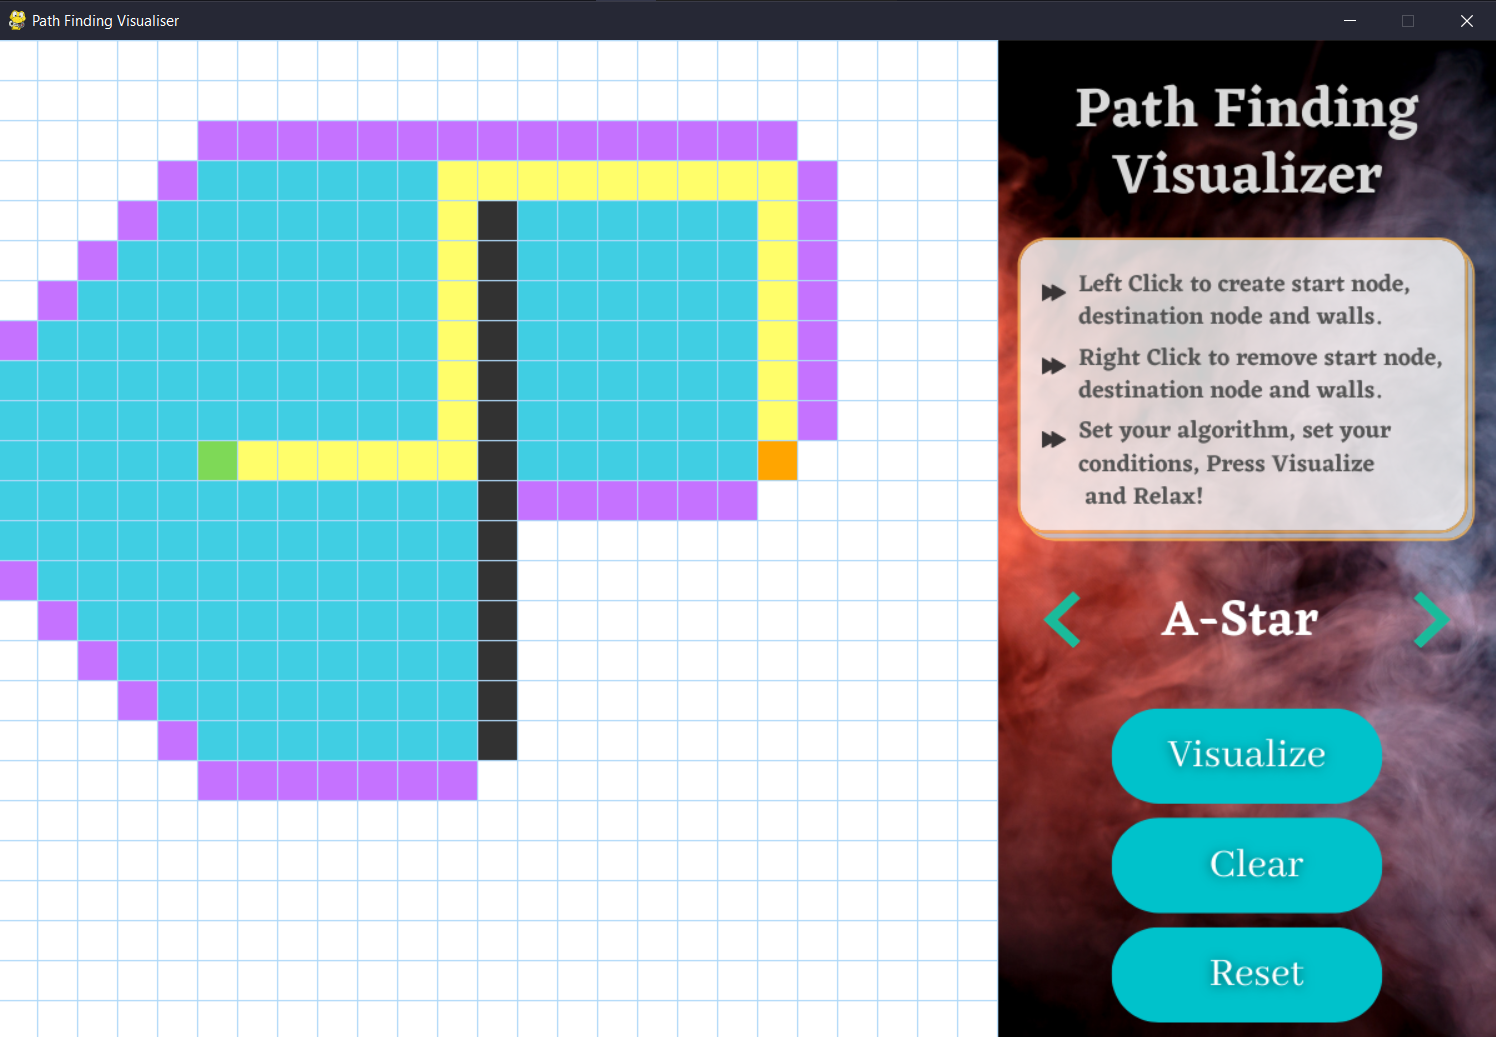 Path Finding Visualiser
Path Finding
Visualizer
Left Click to create start node,
destination node and walls.
Right Click to remove start node,
destination node and walls.
Set your algorithm, set your
conditions, Press Visualize
and Relax!
A-Star
Visualize
Clear
Reset